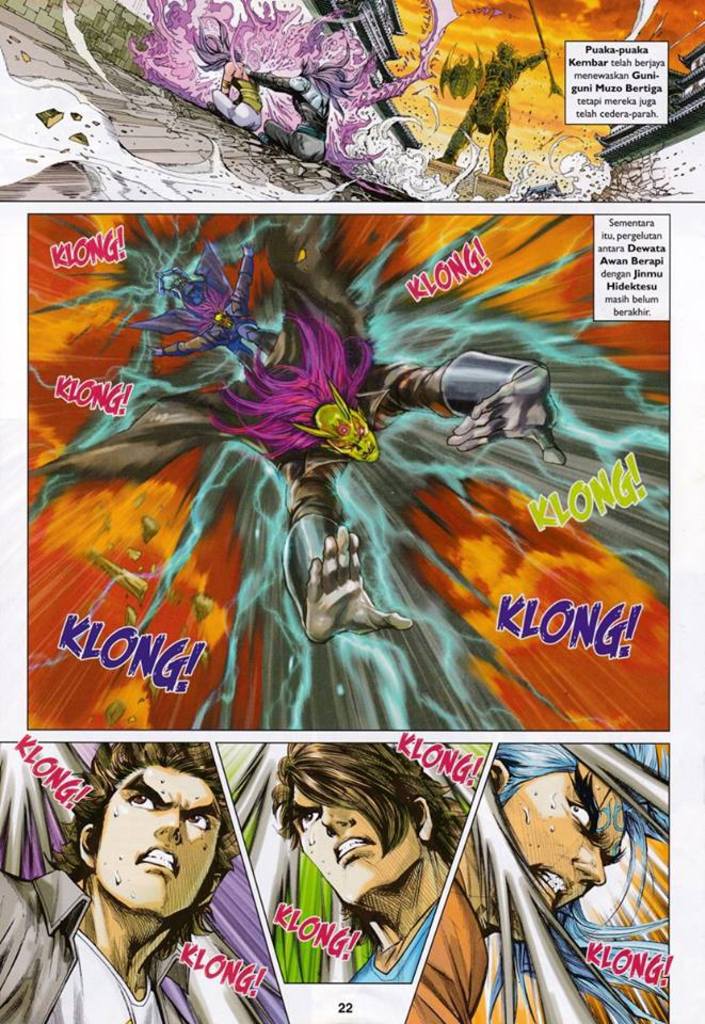 Puaka-puaka
Kembar telah berjaya
menewaskan Guni-
guni Muzo Bertiga
tetapi mereka juga
telah cedera-parah.
Sementara
itu, pergelutan
antara Dewata
Awan Berapi
dengan Jinmu
Hidektesu
masih belum
berakhir.
KLONG!
KLONG!
KLONG!
KLONG!
KLONG!
KLONG!
KLONG!
KLONG!
KLONG!
KLONG!
KLONG!
22